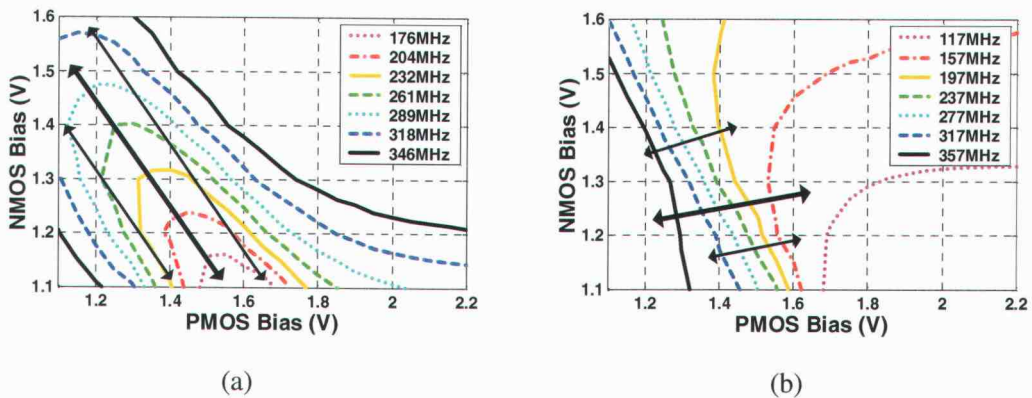 1.6
1.5
1.4
1.3
1.2
1.1
NMOS Bias (V)
1.2 1.4 1.6 1.8 2 2.2
PMOS Bias (V)
176MHz
204MHz
232MHz
261MHz
289MHz
318MHz
346MHz
(a)
1.6
1.5
1.4
1.3
1.2
1.1
NMOS Bias (V)
1.2 1.4 1.6 1.8 2 2.2
PMOS Bias (V)
117MHz
157MHz
197MHz
237MHz
277MHz
317MHz
357MHz
(b)